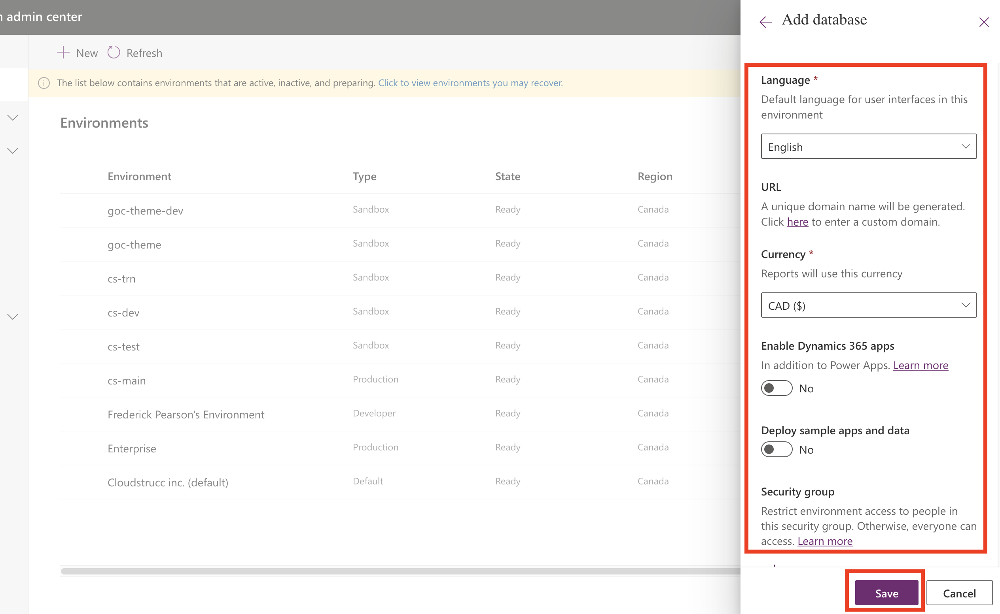 admin center
New Refresh
The list below contains environments that are active, inactive, and preparing. Click to view environments you may recover.
Environments
Environment Type State Region
goc-theme-dev Sandbox Ready Canada
goc-theme Sandbox Ready Canada
cs-trn Sandbox Ready Canada
cs-dev Sandbox Ready Canada
cs-test Sandbox Ready Canada
cs-main Production Ready Canada
Frederick Pearson's Environment Developer Ready Canada
Enterprise Production Ready Canada
Cloudstrucc inc. (default) Default Ready Canada
Add database
Language *
Default language for user interfaces in this
environment
English
URL
A unique domain name will be generated.
Click here to enter a custom domain.
Currency *
Reports will use this currency
CAD ($)
Enable Dynamics 365 apps
In addition to Power Apps. Learn more
No
Deploy sample apps and data
No
Security group
Restrict environment access to people in
this security group. Otherwise, everyone can
access. Learn more
Save Cancel